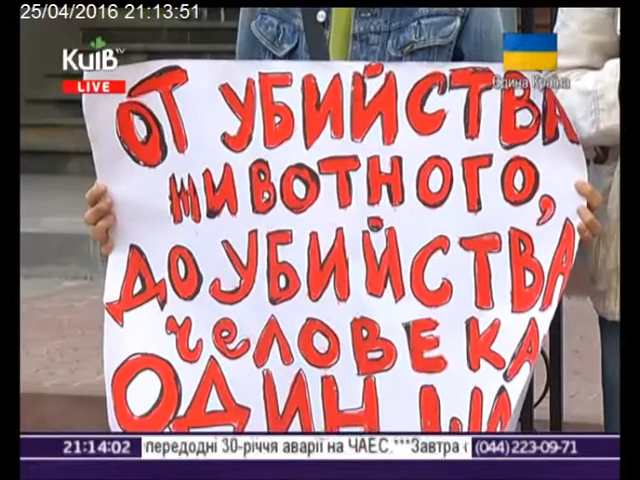 25/04/2016 21:13:51
КиїВ TV
LIVE
Єдина Країна
ОТ УБИЙСТВА
животного,
ДО УБИЙСТВА
человека
ОДИН
21:14:02 передодні 30-річчя аварії на ЧАЕС.***Завтра (044)223-09-71